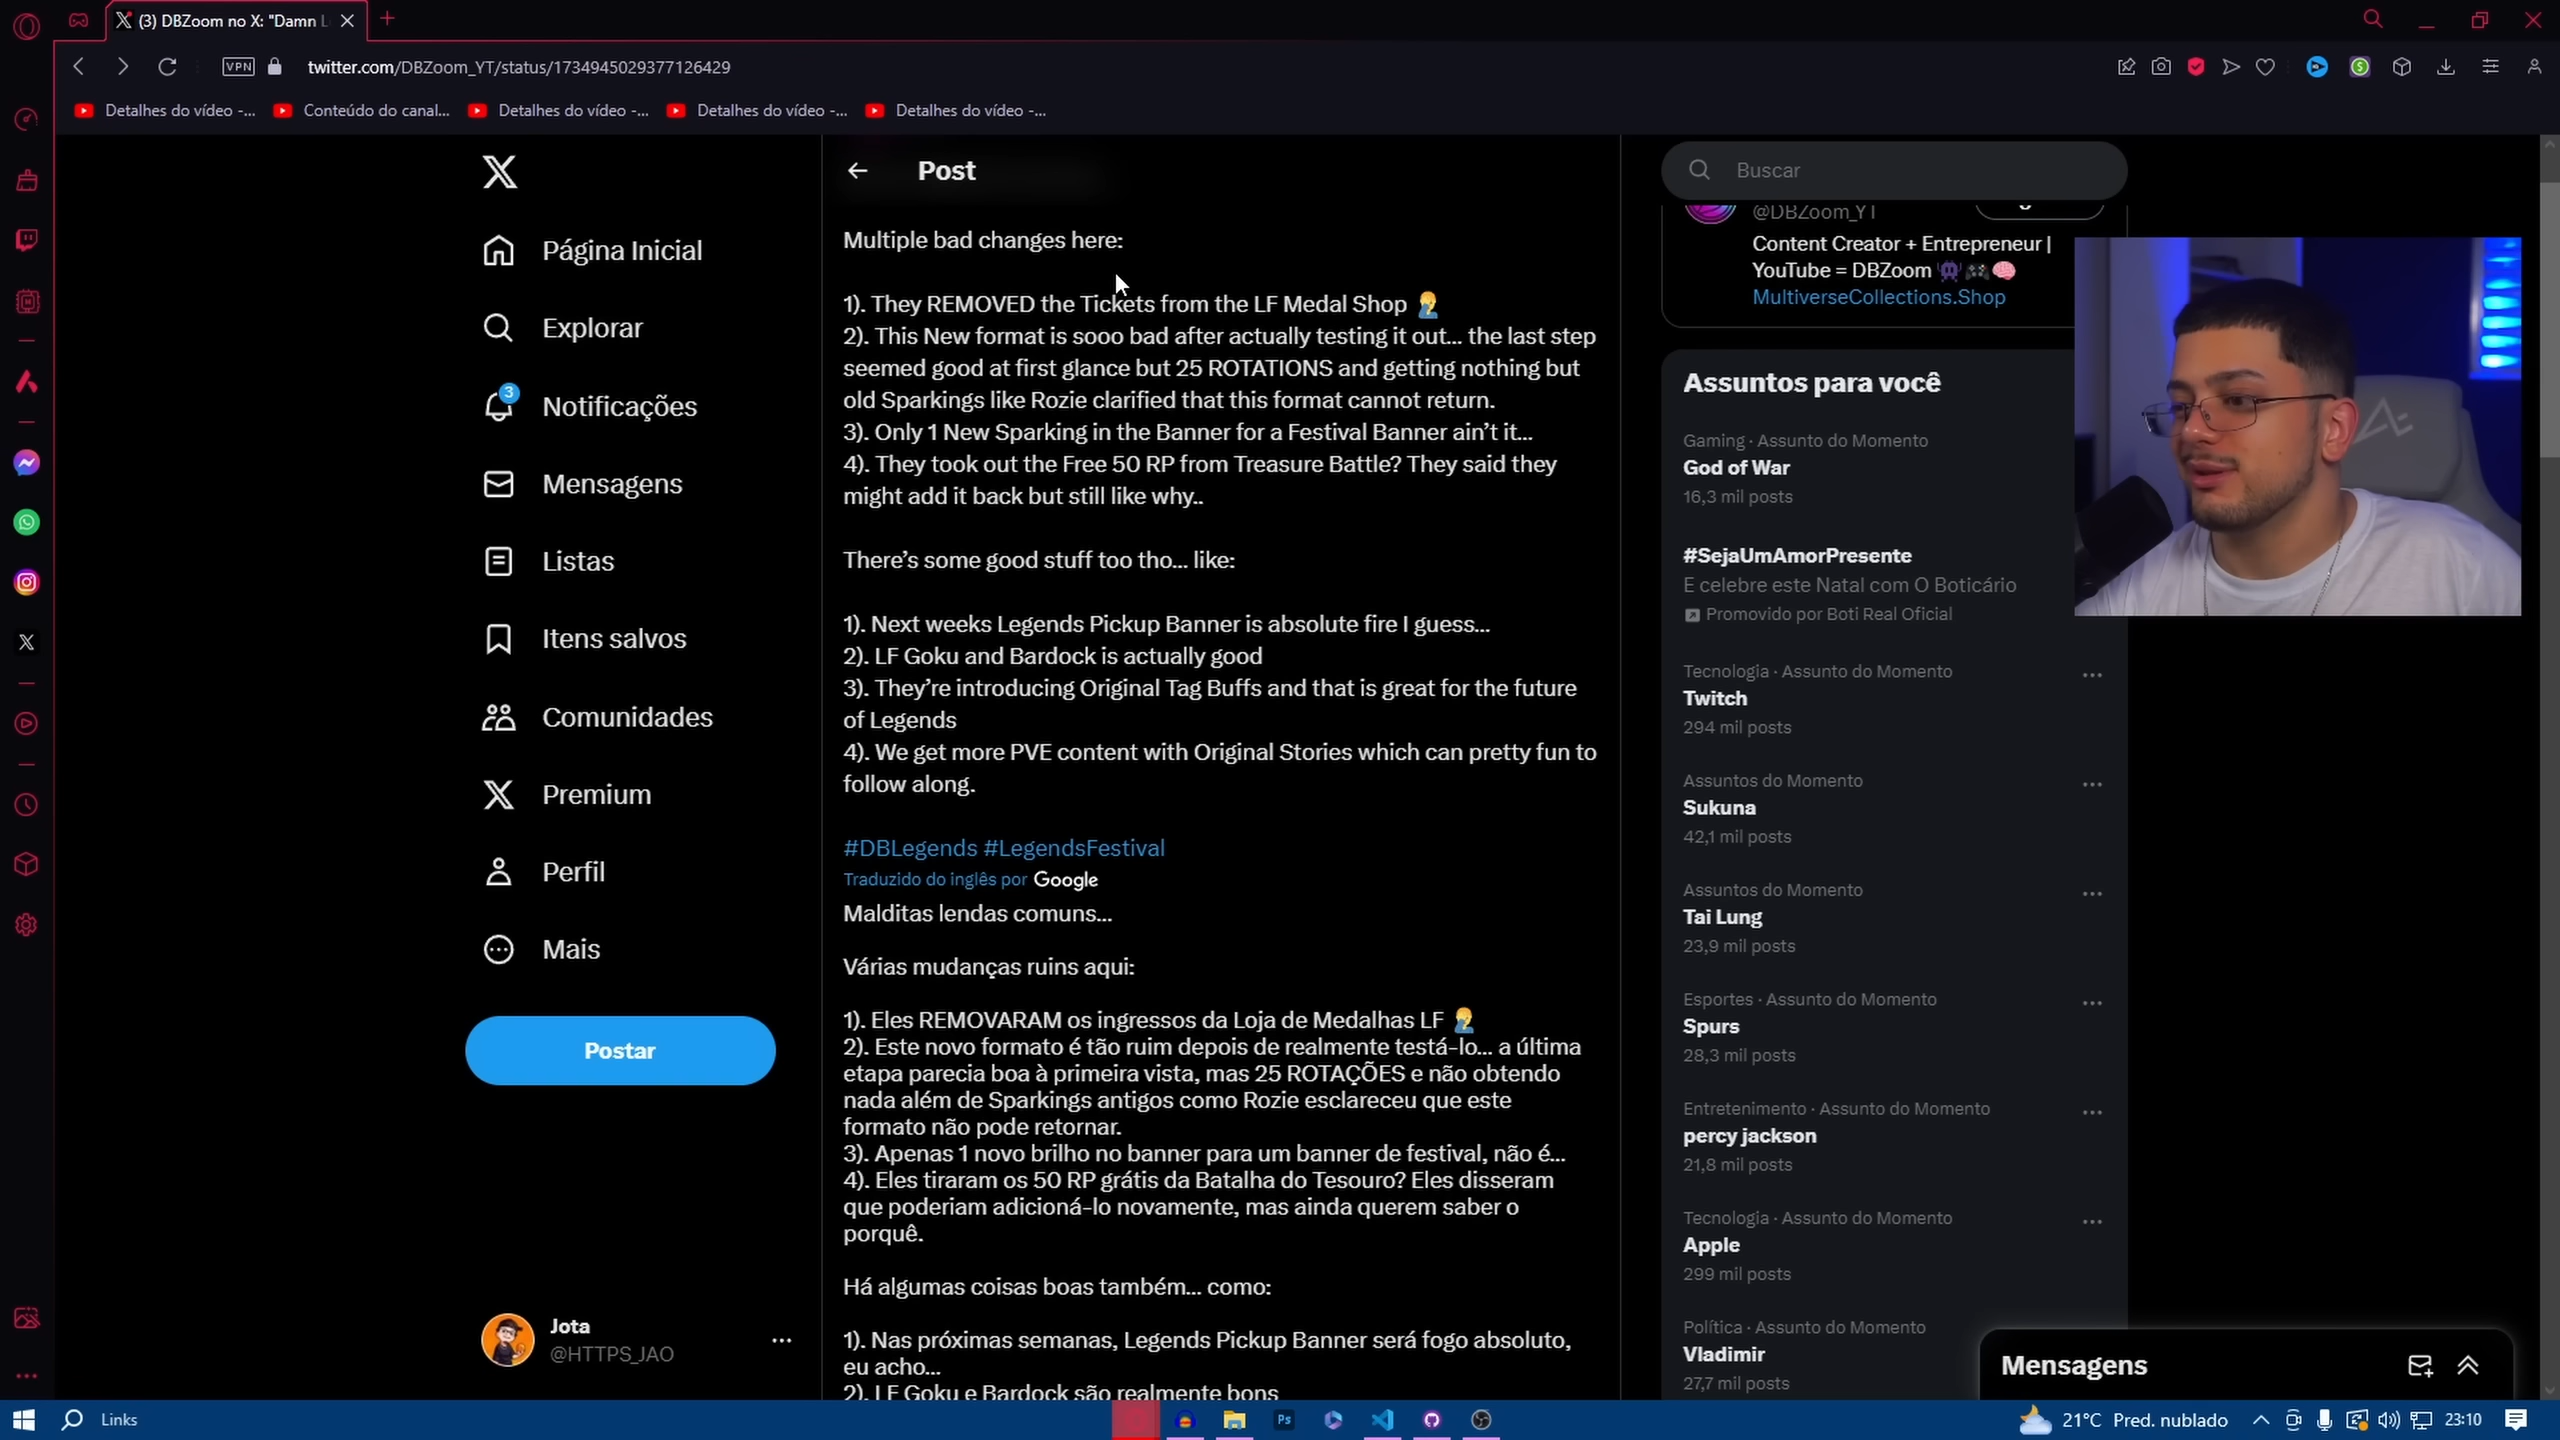 (3) DBZoom no X: "Damn L
VPN
twitter.com/DBZoom_YT/status/1734945029377126429
Detalhes do vídeo -...
Conteúdo do canal...
Detalhes do vídeo -...
Detalhes do vídeo -...
Detalhes do vídeo -...
Página Inicial
Explorar
3
Notificações
Mensagens
Listas
Itens salvos
Comunidades
Premium
Perfil
Mais
Postar
Jota
@HTTPS_JAO
Post
Multiple bad changes here:
1). They REMOVED the Tickets from the LF Medal Shop 🤦‍♂️
2). This New format is sooo bad after actually testing it out... the last step
seemed good at first glance but 25 ROTATIONS and getting nothing but
old Sparkings like Rozie clarified that this format cannot return.
3). Only 1 New Sparking in the Banner for a Festival Banner ain’t it...
4). They took out the Free 50 RP from Treasure Battle? They said they
might add it back but still like why..
There’s some good stuff too tho... like:
1). Next weeks Legends Pickup Banner is absolute fire I guess...
2). LF Goku and Bardock is actually good
3). They’re introducing Original Tag Buffs and that is great for the future
of Legends
4). We get more PVE content with Original Stories which can pretty fun to
follow along.
#DBLegends #LegendsFestival
Traduzido do inglês por Google
Malditas lendas comuns...
Várias mudanças ruins aqui:
1). Eles REMOVARAM os ingressos da Loja de Medalhas LF 🤦‍♂️
2). Este novo formato é tão ruim depois de realmente testá-lo... a última
etapa parecia boa à primeira vista, mas 25 ROTAÇÕES e não obtendo
nada além de Sparkings antigos como Rozie esclareceu que este
formato não pode retornar.
3). Apenas 1 novo brilho no banner para um banner de festival, não é...
4). Eles tiraram os 50 RP grátis da Batalha do Tesouro? Eles disseram
que poderiam adicioná-lo novamente, mas ainda querem saber o
porquê.
Há algumas coisas boas também... como:
1). Nas próximas semanas, Legends Pickup Banner será fogo absoluto,
eu acho...
2). LF Goku e Bardock são realmente bons
Buscar
@DBZoom_YT
Content Creator + Entrepreneur |
YouTube = DBZoom 👾🎮🧠
MultiverseCollections.Shop
Assuntos para você
Gaming · Assunto do Momento
God of War
16,3 mil posts
#SejaUmAmorPresente
E celebre este Natal com O Boticário
Promovido por Boti Real Oficial
Tecnologia · Assunto do Momento
Twitch
294 mil posts
Assuntos do Momento
Sukuna
42,1 mil posts
Assuntos do Momento
Tai Lung
23,9 mil posts
Esportes · Assunto do Momento
Spurs
28,3 mil posts
Entretenimento · Assunto do Momento
percy jackson
21,8 mil posts
Tecnologia · Assunto do Momento
Apple
299 mil posts
Política · Assunto do Momento
Vladimir
27,7 mil posts
Mensagens
Links
Ps
21°C Pred. nublado
23:10